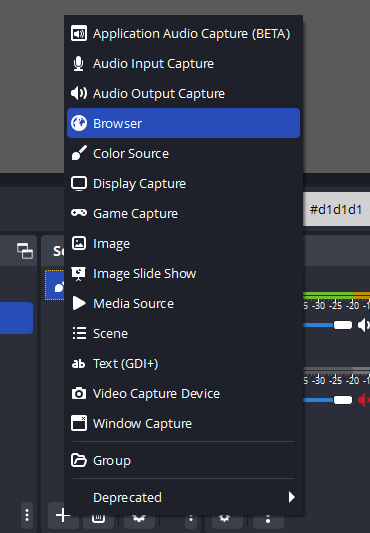 Application Audio Capture (BETA)
Audio Input Capture
Audio Output Capture
Browser
Color Source
Display Capture
#d1d1d1
Game Capture
Image
So
Image Slide Show
Media Source
5 -30 -25 -20 -1
Scene
Text (GDI+)
Video Capture Device
5 -30 -25 -20 -1
Window Capture
Group
Deprecated